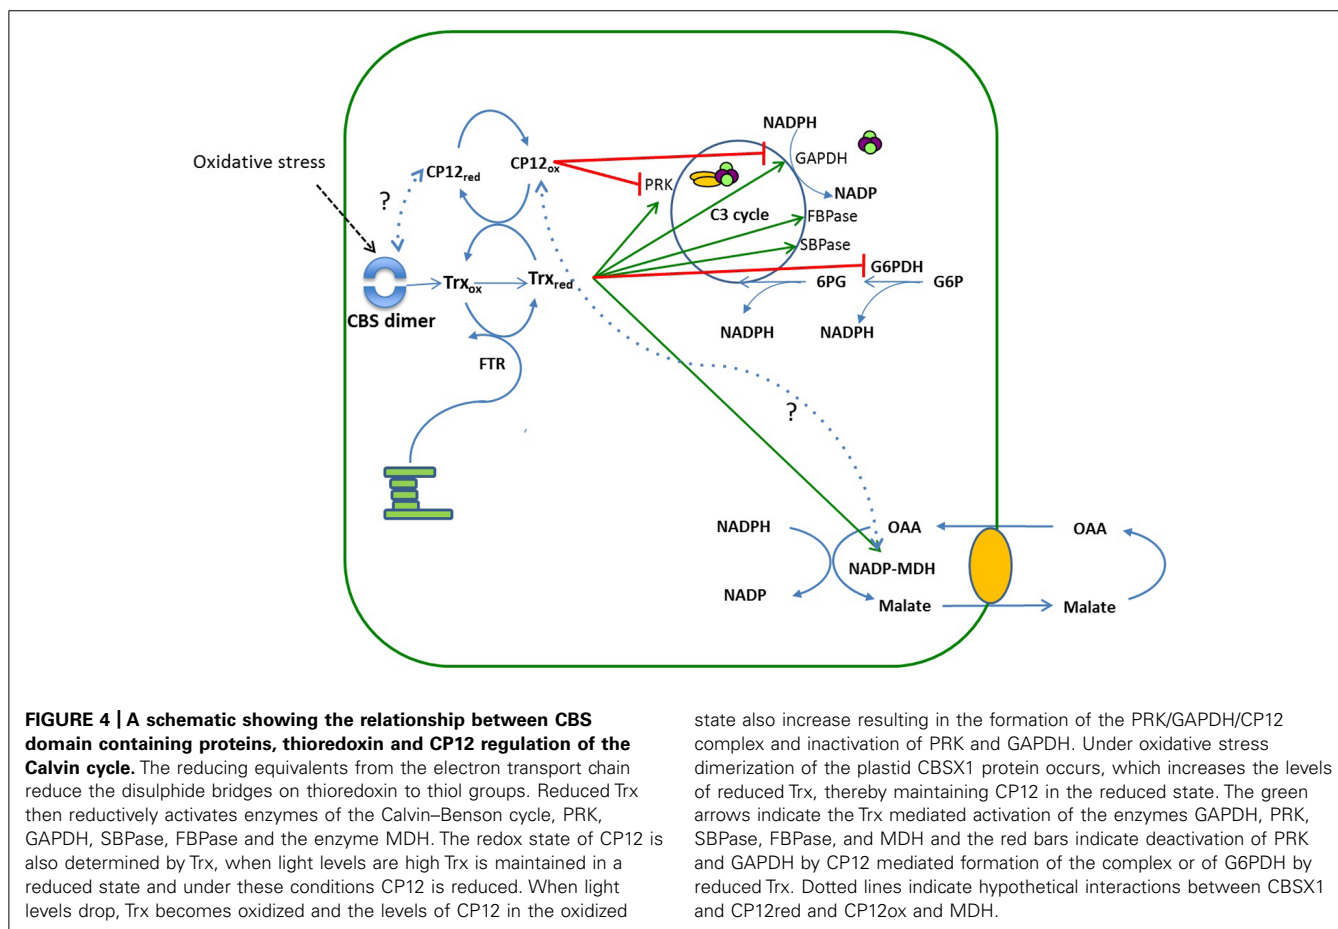 NADPH
Oxidative stress
CP12red
CP12ox
PRK
GAPDH
NADP
?
C3 cycle
FBPase
SBPase
G6PDH
Trxox
Trxred
6PG
G6P
CBS dimer
NADPH
NADPH
FTR
?
NADPH
OAA
OAA
NADP-MDH
NADP
Malate
Malate
FIGURE 4 | A schematic showing the relationship between CBS
domain containing proteins, thioredoxin and CP12 regulation of the
Calvin cycle. The reducing equivalents from the electron transport chain
reduce the disulphide bridges on thioredoxin to thiol groups. Reduced Trx
then reductively activates enzymes of the Calvin–Benson cycle, PRK,
GAPDH, SBPase, FBPase and the enzyme MDH. The redox state of CP12 is
also determined by Trx, when light levels are high Trx is maintained in a
reduced state and under these conditions CP12 is reduced. When light
levels drop, Trx becomes oxidized and the levels of CP12 in the oxidized
state also increase resulting in the formation of the PRK/GAPDH/CP12
complex and inactivation of PRK and GAPDH. Under oxidative stress
dimerization of the plastid CBSX1 protein occurs, which increases the levels
of reduced Trx, thereby maintaining CP12 in the reduced state. The green
arrows indicate the Trx mediated activation of the enzymes GAPDH, PRK,
SBPase, FBPase, and MDH and the red bars indicate deactivation of PRK
and GAPDH by CP12 mediated formation of the complex or of G6PDH by
reduced Trx. Dotted lines indicate hypothetical interactions between CBSX1
and CP12red and CP12ox and MDH.